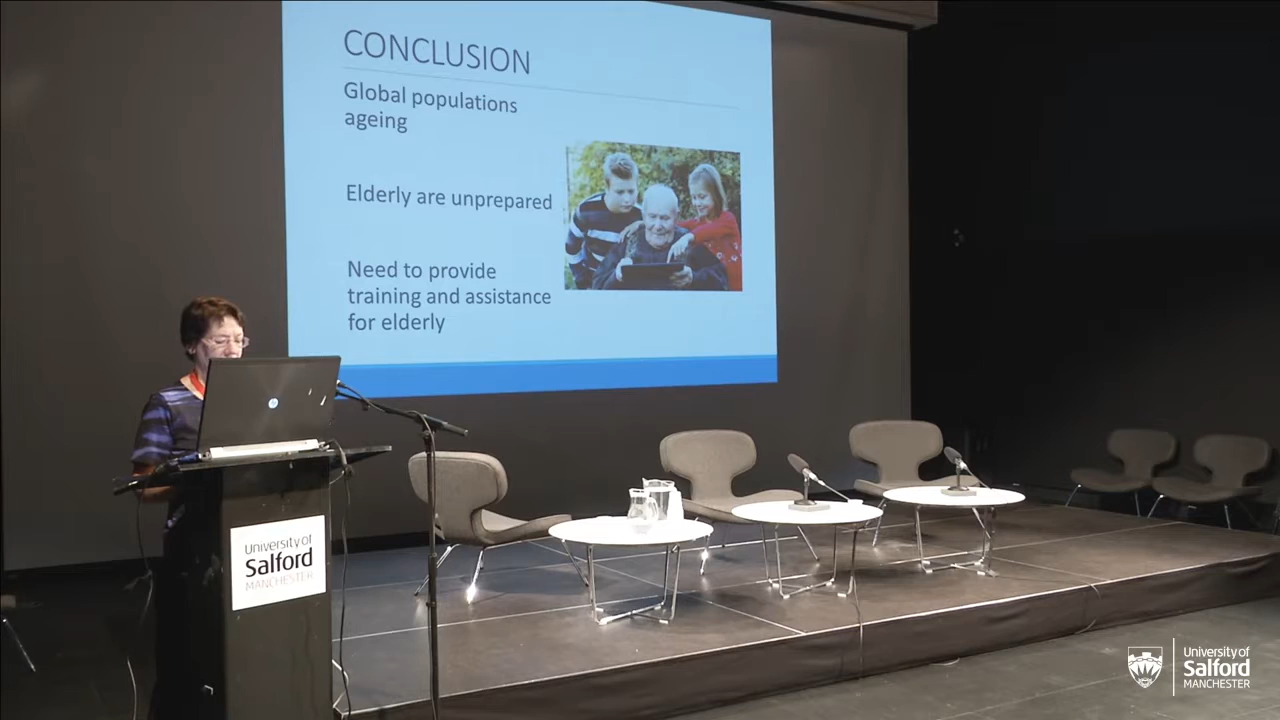 CONCLUSION
Global populations
ageing
Elderly are unprepared
Need to provide
training and assistance
for elderly
University of
Salford
MANCHESTER
University of
Salford
MANCHESTER